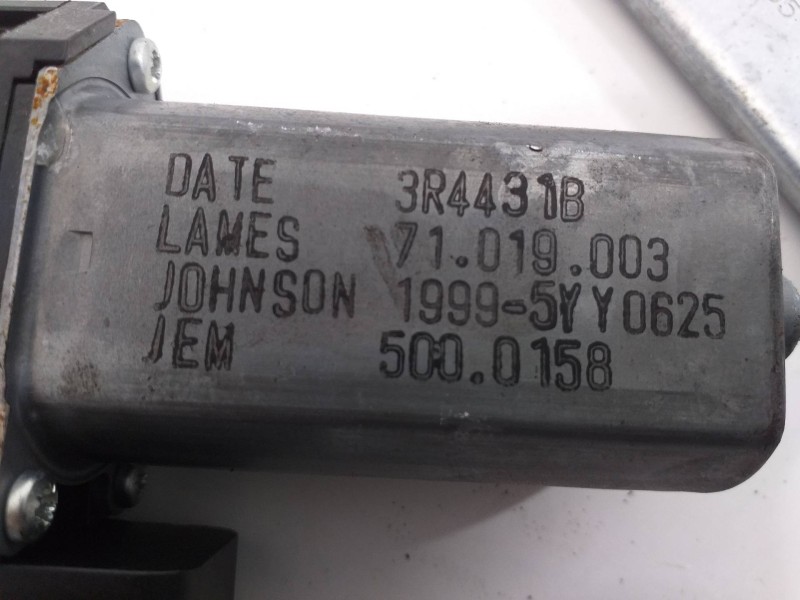 DATE 3R4431B
LAMES 71.019.003
JOHNSON 1999-5YY0625
JEM 500.0158